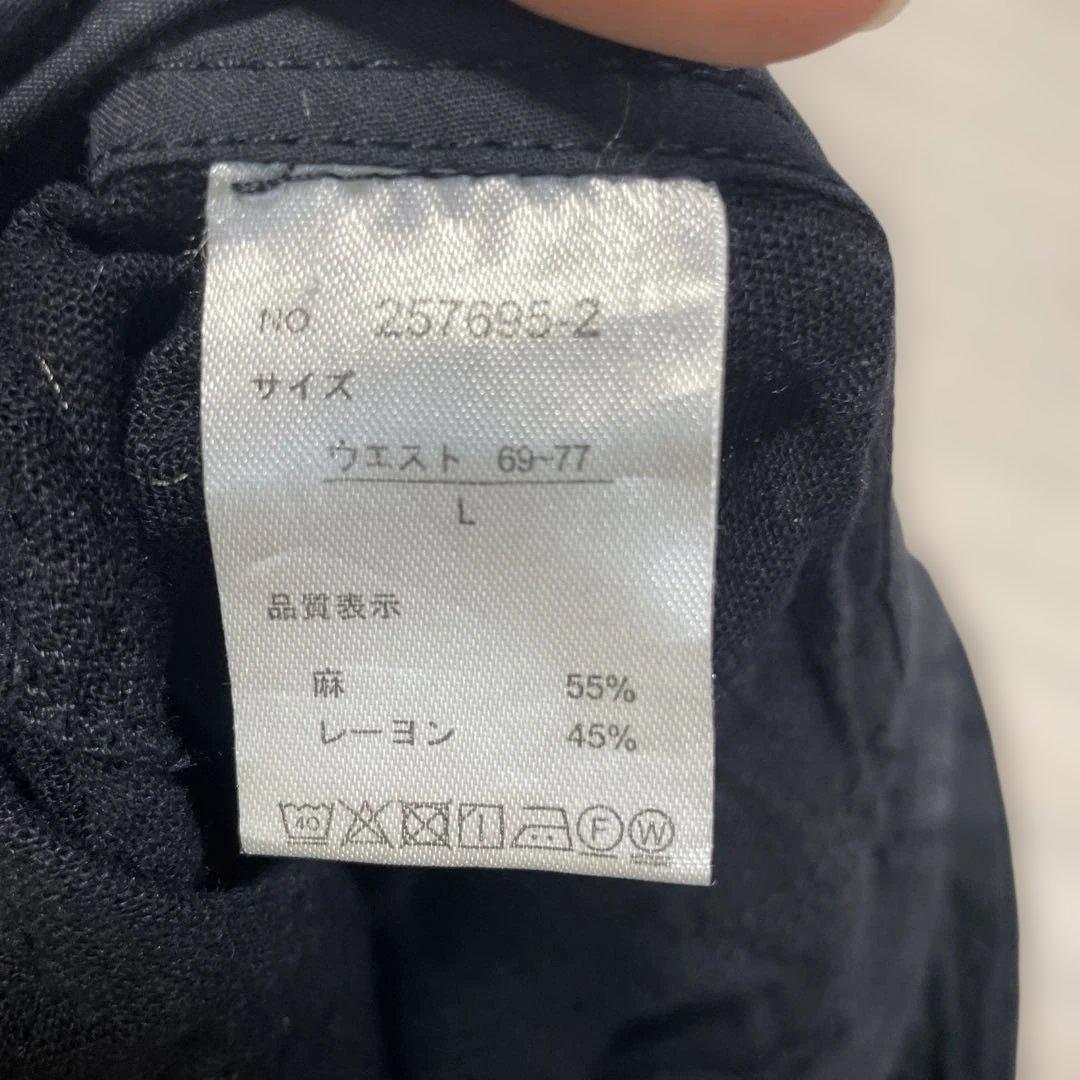 NO 257695-2
サイズ
ウエスト 69~77
L
品質表示
麻 55%
レーヨン 45%
40 F W